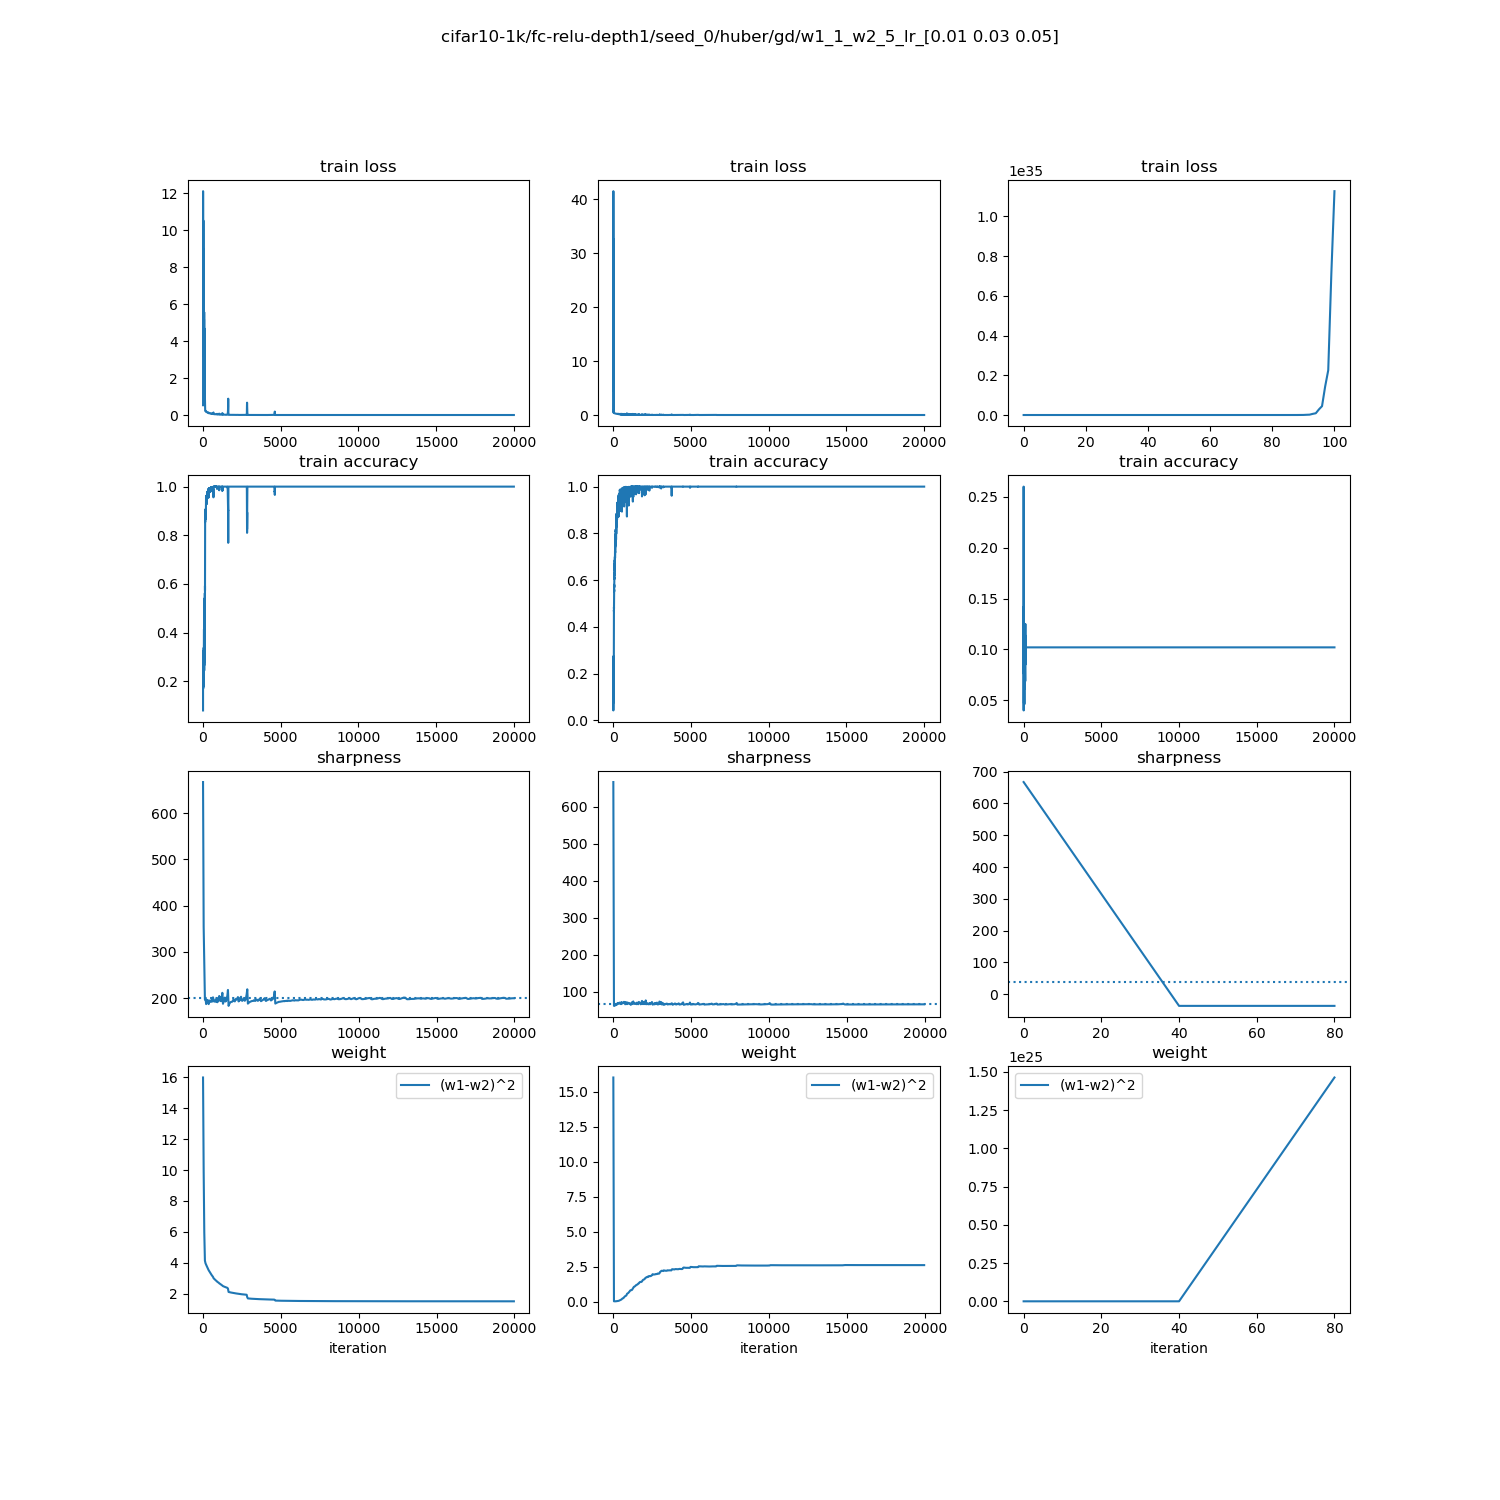 cifar10-1k/fc-relu-depth1/seed_0/huber/gd/w1_1_w2_5_lr_[0.01 0.03 0.05]
train loss
12
10
8
6
4
2
0
0 5000 10000 15000 20000
train loss
40
30
20
10
0
0 5000 10000 15000 20000
train loss
1e35
1.0
0.8
0.6
0.4
0.2
0.0
0 20 40 60 80 100
train accuracy
1.0
0.8
0.6
0.4
0.2
0 5000 10000 15000 20000
train accuracy
1.0
0.8
0.6
0.4
0.2
0.0
0 5000 10000 15000 20000
train accuracy
0.25
0.20
0.15
0.10
0.05
0 5000 10000 15000 20000
sharpness
600
500
400
300
200
0 5000 10000 15000 20000
sharpness
600
500
400
300
200
100
0 5000 10000 15000 20000
sharpness
700
600
500
400
300
200
100
0
0 20 40 60 80
weight
(w1-w2)^2
16
14
12
10
8
6
4
2
0 5000 10000 15000 20000
iteration
weight
(w1-w2)^2
15.0
12.5
10.0
7.5
5.0
2.5
0.0
0 5000 10000 15000 20000
iteration
weight
1e25
(w1-w2)^2
1.50
1.25
1.00
0.75
0.50
0.25
0.00
0 20 40 60 80
iteration